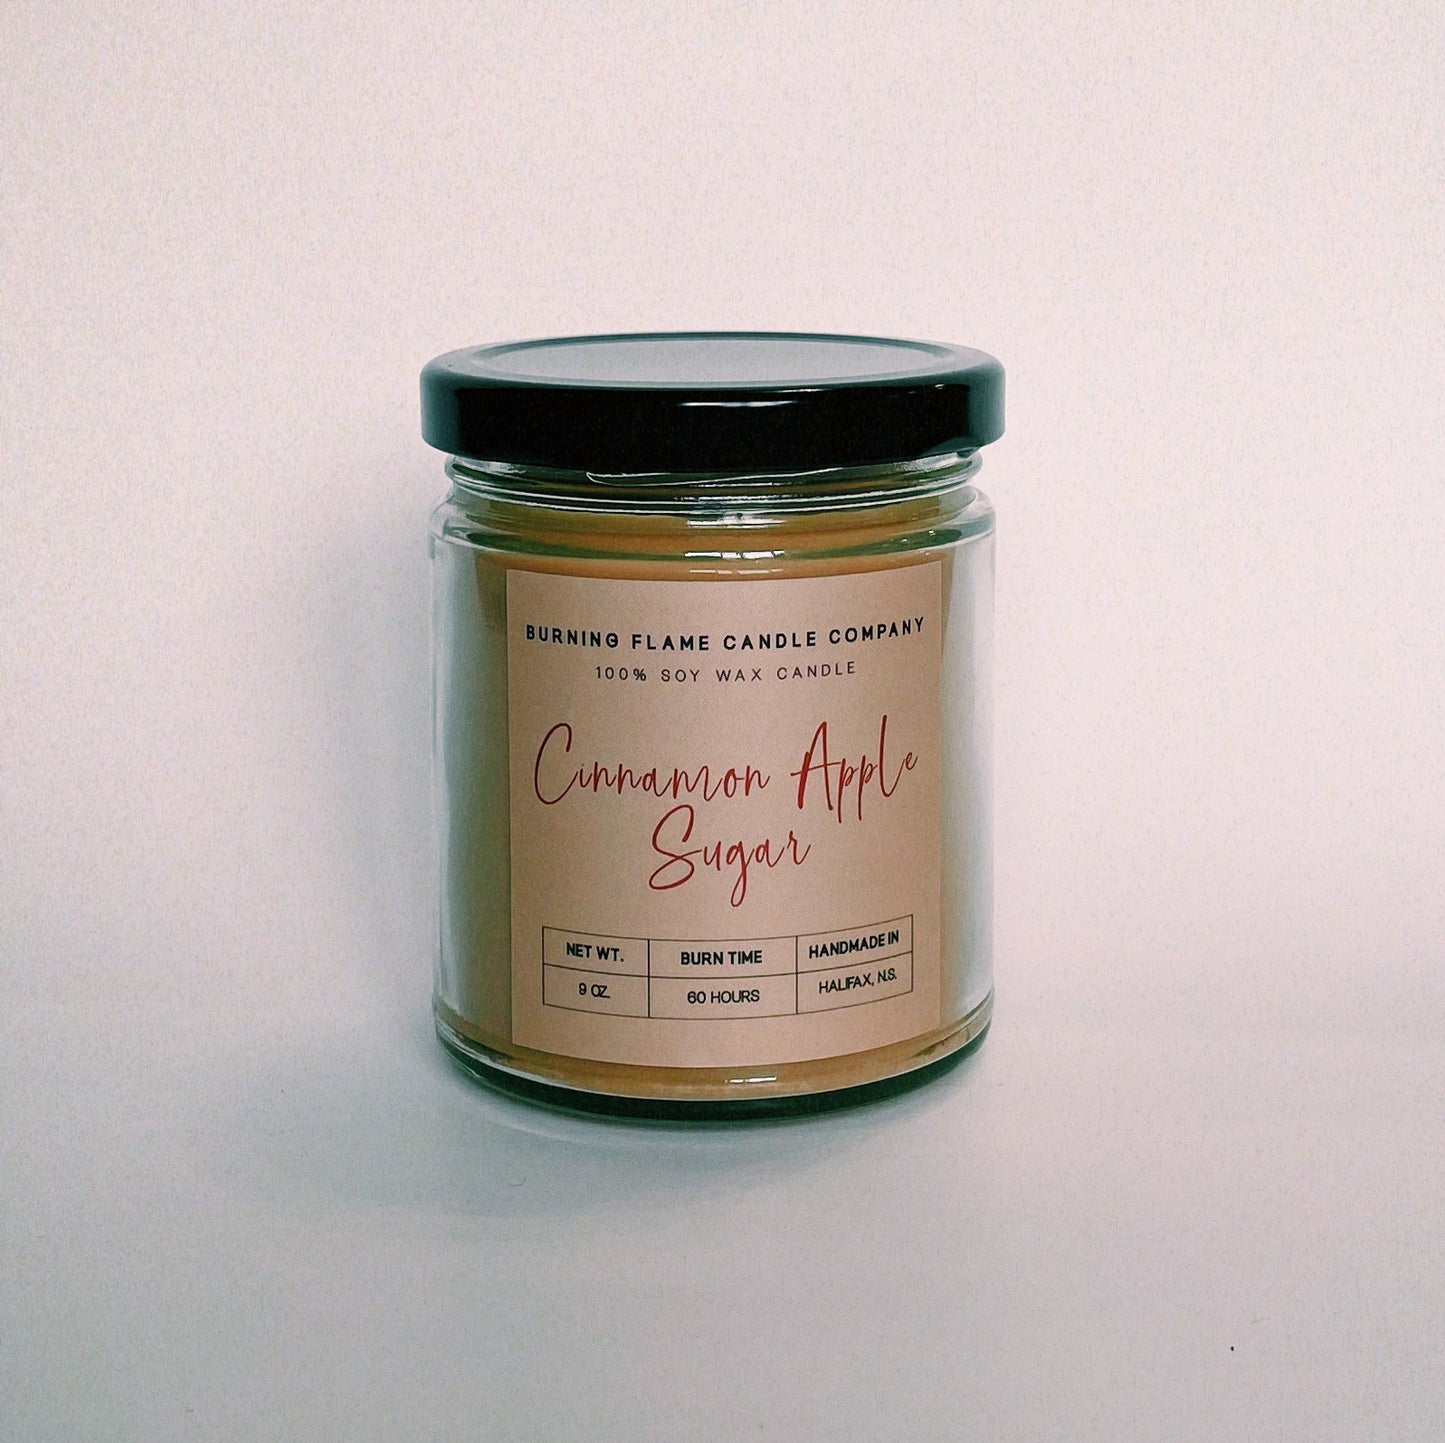 BURNING FLAME CANDLE COMPANY
100% SOY WAX CANDLE
Cinnamon Apple
Sugar
NET WT. BURN TIME HANDMADE IN
9 OZ. 60 HOURS HALIFAX, N.S.